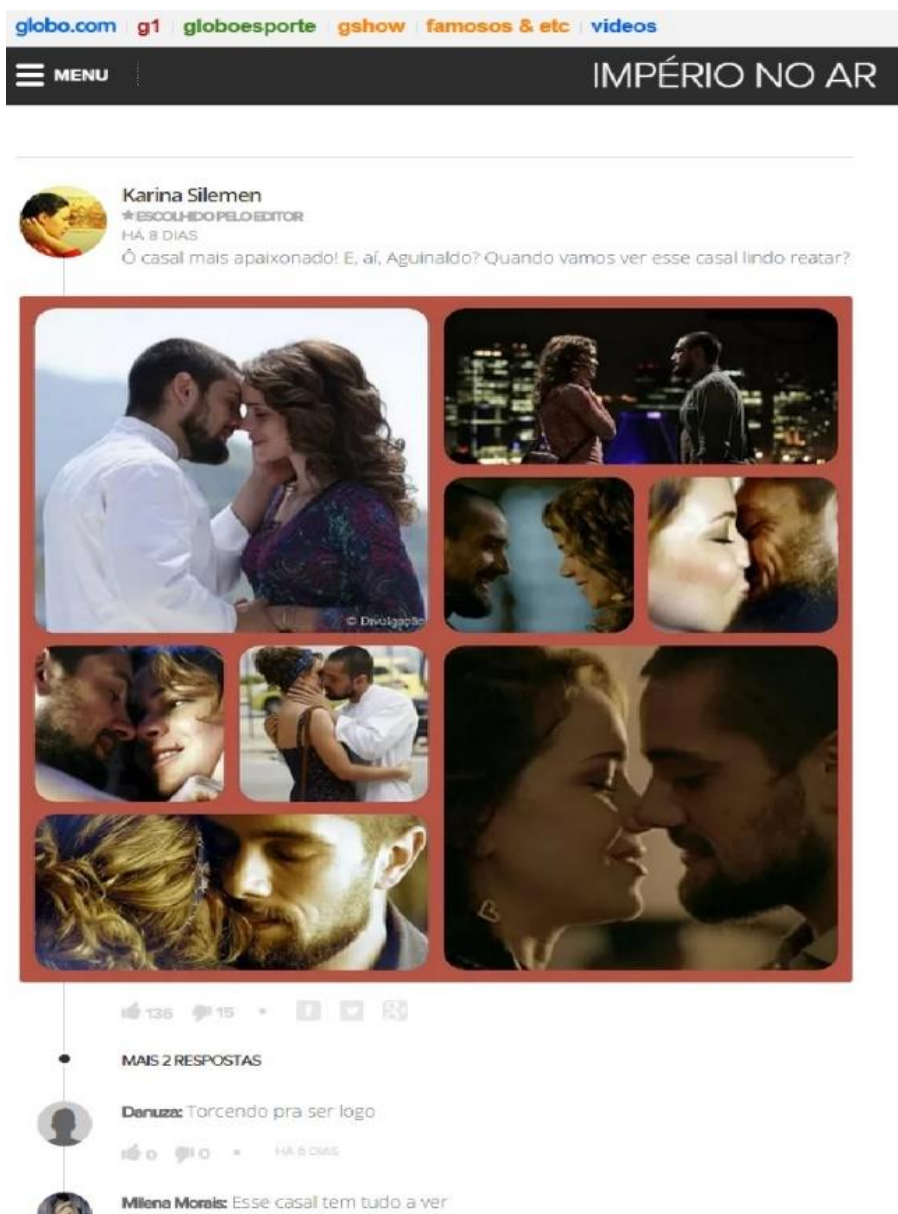 globo.com g1 globoesporte gshow famosos & etc videos
MENU
IMPÉRIO NO AR
Karina Silemen
★ ESCOLHIDO PELO EDITOR
HÁ 8 DIAS
Ô casal mais apaixonado! E, aí, Aguinaldo? Quando vamos ver esse casal lindo reatar?
© Divulgação
136 15
MAIS 2 RESPOSTAS
Danuza: Torcendo pra ser logo
0 0 • HÁ 6 DIAS
Milena Morais: Esse casal tem tudo a ver